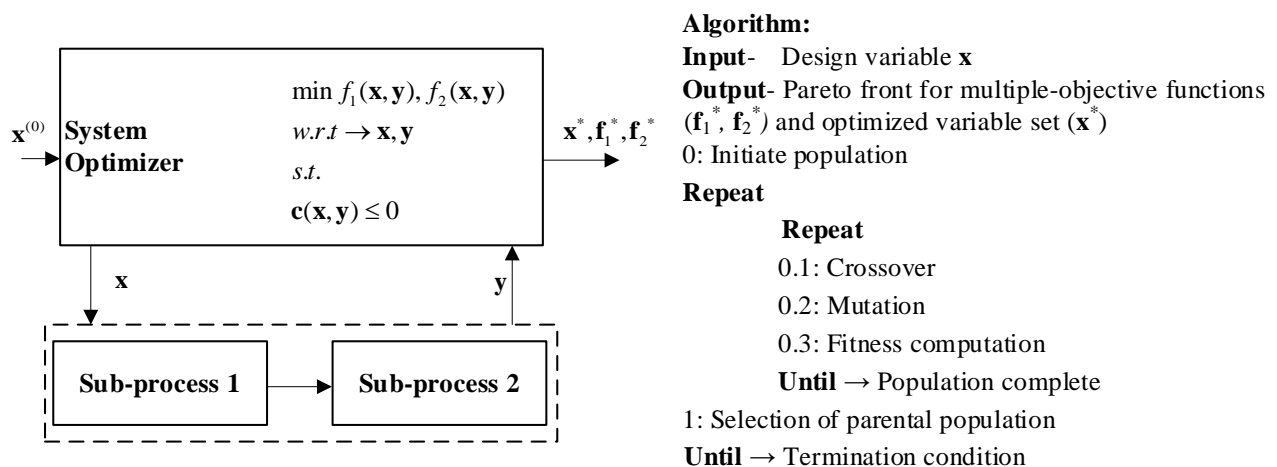 x^(0)
System
Optimizer
min f₁(x, y), f₂(x, y)
w.r.t → x, y
s.t.
c(x, y) ≤ 0
x^*, f₁^*, f₂^*
x
y
Sub-process 1
Sub-process 2
Algorithm:
Input- Design variable x
Output- Pareto front for multiple-objective functions
(f₁^*, f₂^*) and optimized variable set (x^*)
0: Initiate population
Repeat
Repeat
0.1: Crossover
0.2: Mutation
0.3: Fitness computation
Until → Population complete
1: Selection of parental population
Until → Termination condition